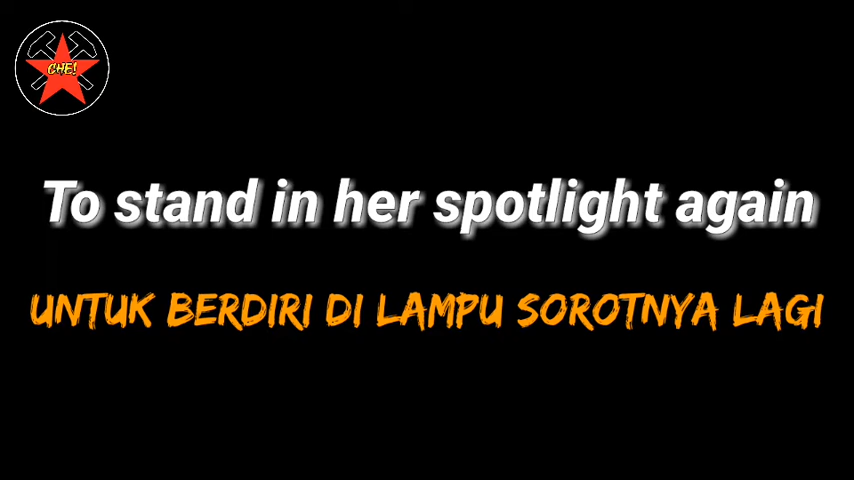 CHE!
To stand in her spotlight again
UNTUK BERDIRI DI LAMPU SOROTNYA LAGI